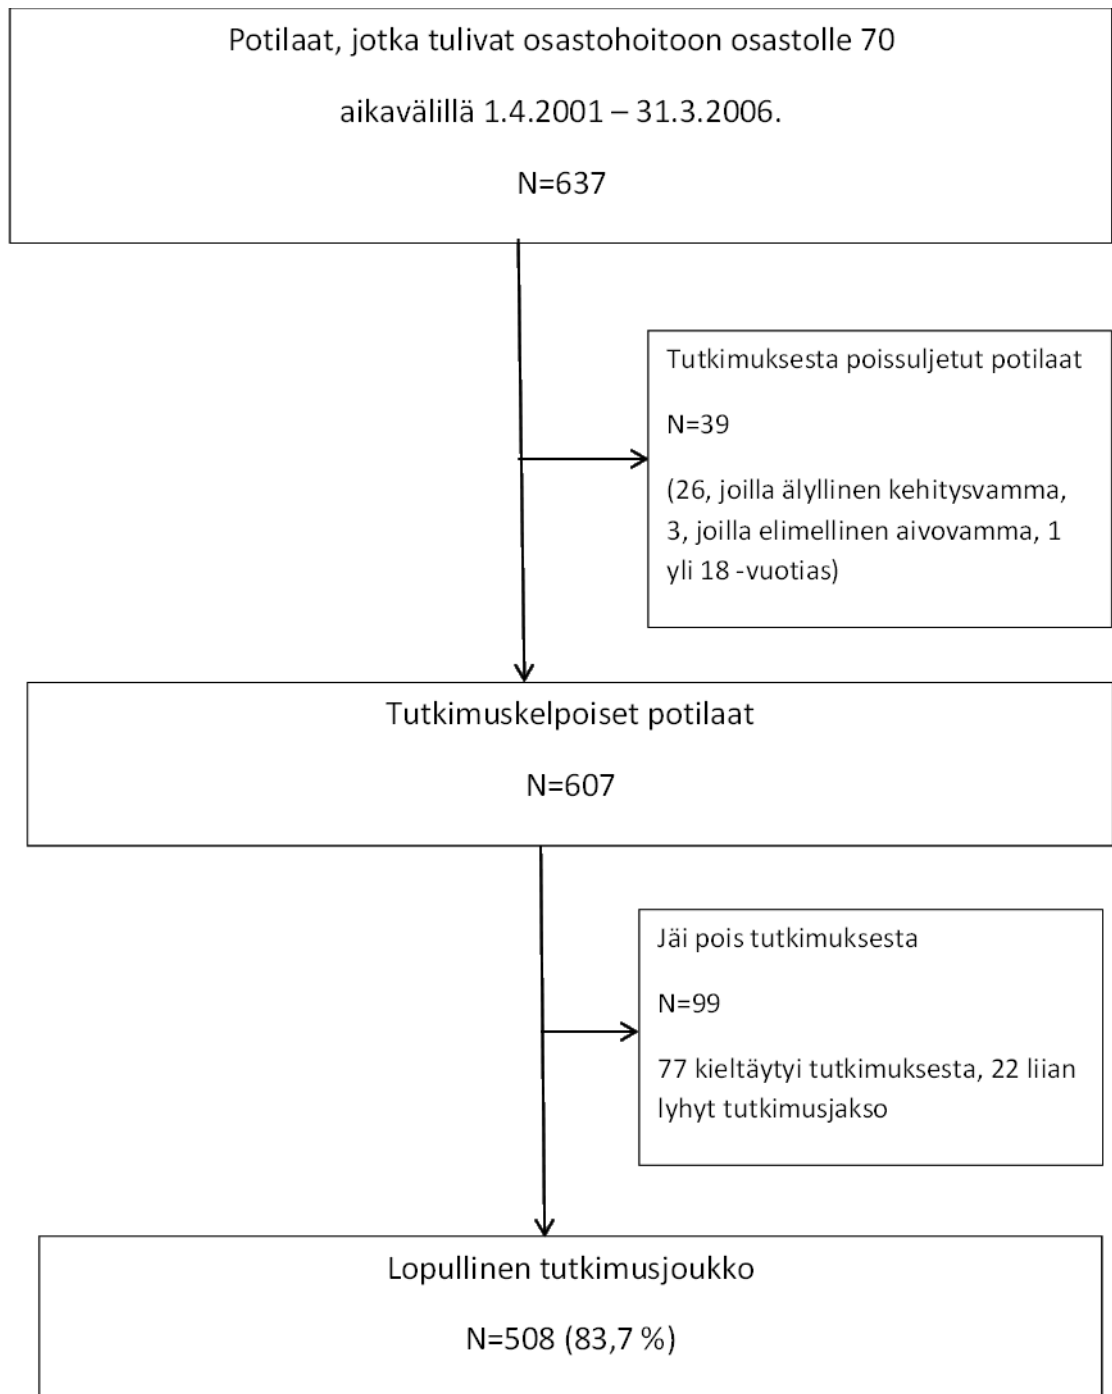 Potilaat, jotka tulivat osastohoitoon osastolle 70
aikavälillä 1.4.2001 – 31.3.2006.
N=637
Tutkimuksesta poissuljetut potilaat
N=39
(26, joilla älyllinen kehitysvamma,
3, joilla elimellinen aivovamma, 1
yli 18 -vuotias)
Tutkimuskelpoiset potilaat
N=607
Jäi pois tutkimuksesta
N=99
77 kieltäytyi tutkimuksesta, 22 liian
lyhyt tutkimusjakso
Lopullinen tutkimusjoukko
N=508 (83,7 %)